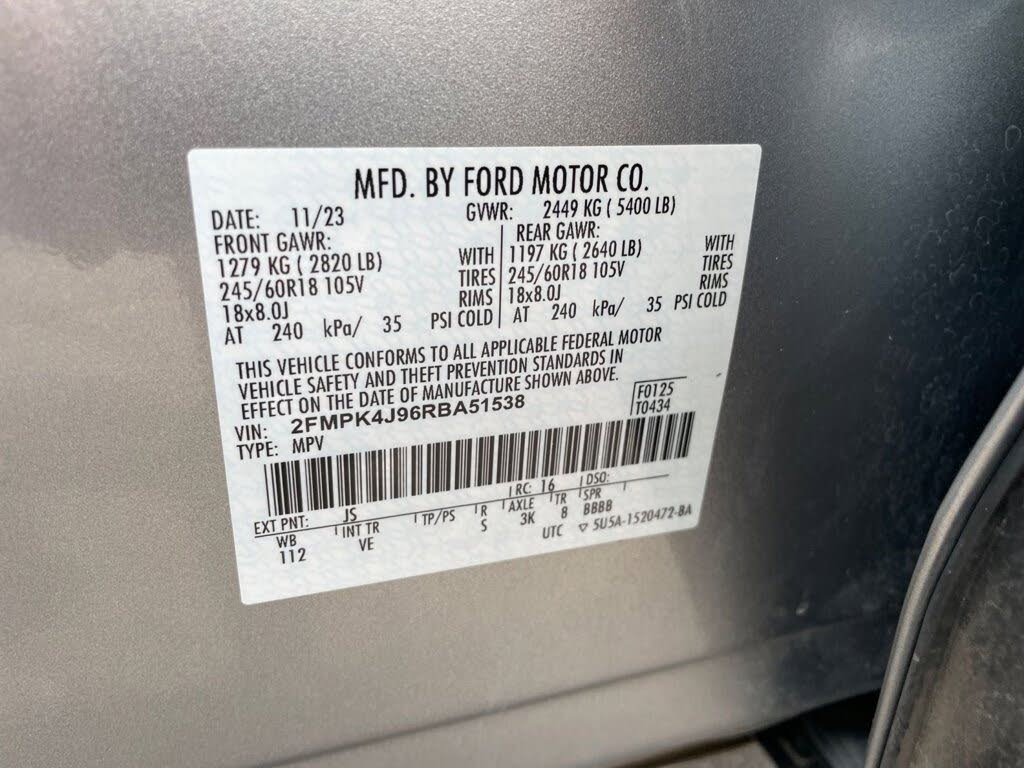 MFD. BY FORD MOTOR CO.
DATE: 11/23 GVWR: 2449 KG ( 5400 LB)
FRONT GAWR: REAR GAWR:
1279 KG ( 2820 LB) WITH 1197 KG ( 2640 LB) WITH
245/60R18 105V TIRES 245/60R18 105V TIRES
18x8.0J RIMS 18x8.0J RIMS
AT 240 kPa/ 35 PSI COLD AT 240 kPa/ 35 PSI COLD
THIS VEHICLE CONFORMS TO ALL APPLICABLE FEDERAL MOTOR
VEHICLE SAFETY AND THEFT PREVENTION STANDARDS IN
EFFECT ON THE DATE OF MANUFACTURE SHOWN ABOVE.
VIN: 2FMPK4J96RBA51538 F0125
TYPE: MPV T0434
EXT PNT: JS RC: 16 DSO:
WB INT TR TP/PS R AXLE TR SPR
112 VE S 3K 8 BBBB
UTC ▽ 5U5A-1520472-BA